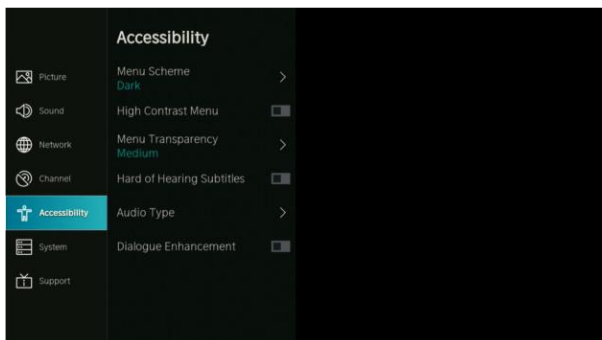 Accessibility
Picture
Sound
Network
Channel
Accessibility
System
Support
Menu Scheme
Dark
High Contrast Menu
Menu Transparency
Medium
Hard of Hearing Subtitles
Audio Type
Dialogue Enhancement